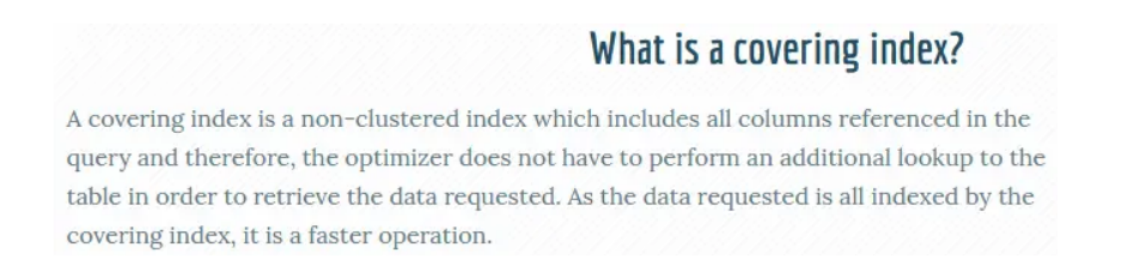 What is a covering index?
A covering index is a non-clustered index which includes all columns referenced in the
query and therefore, the optimizer does not have to perform an additional lookup to the
table in order to retrieve the data requested. As the data requested is all indexed by the
covering index, it is a faster operation.